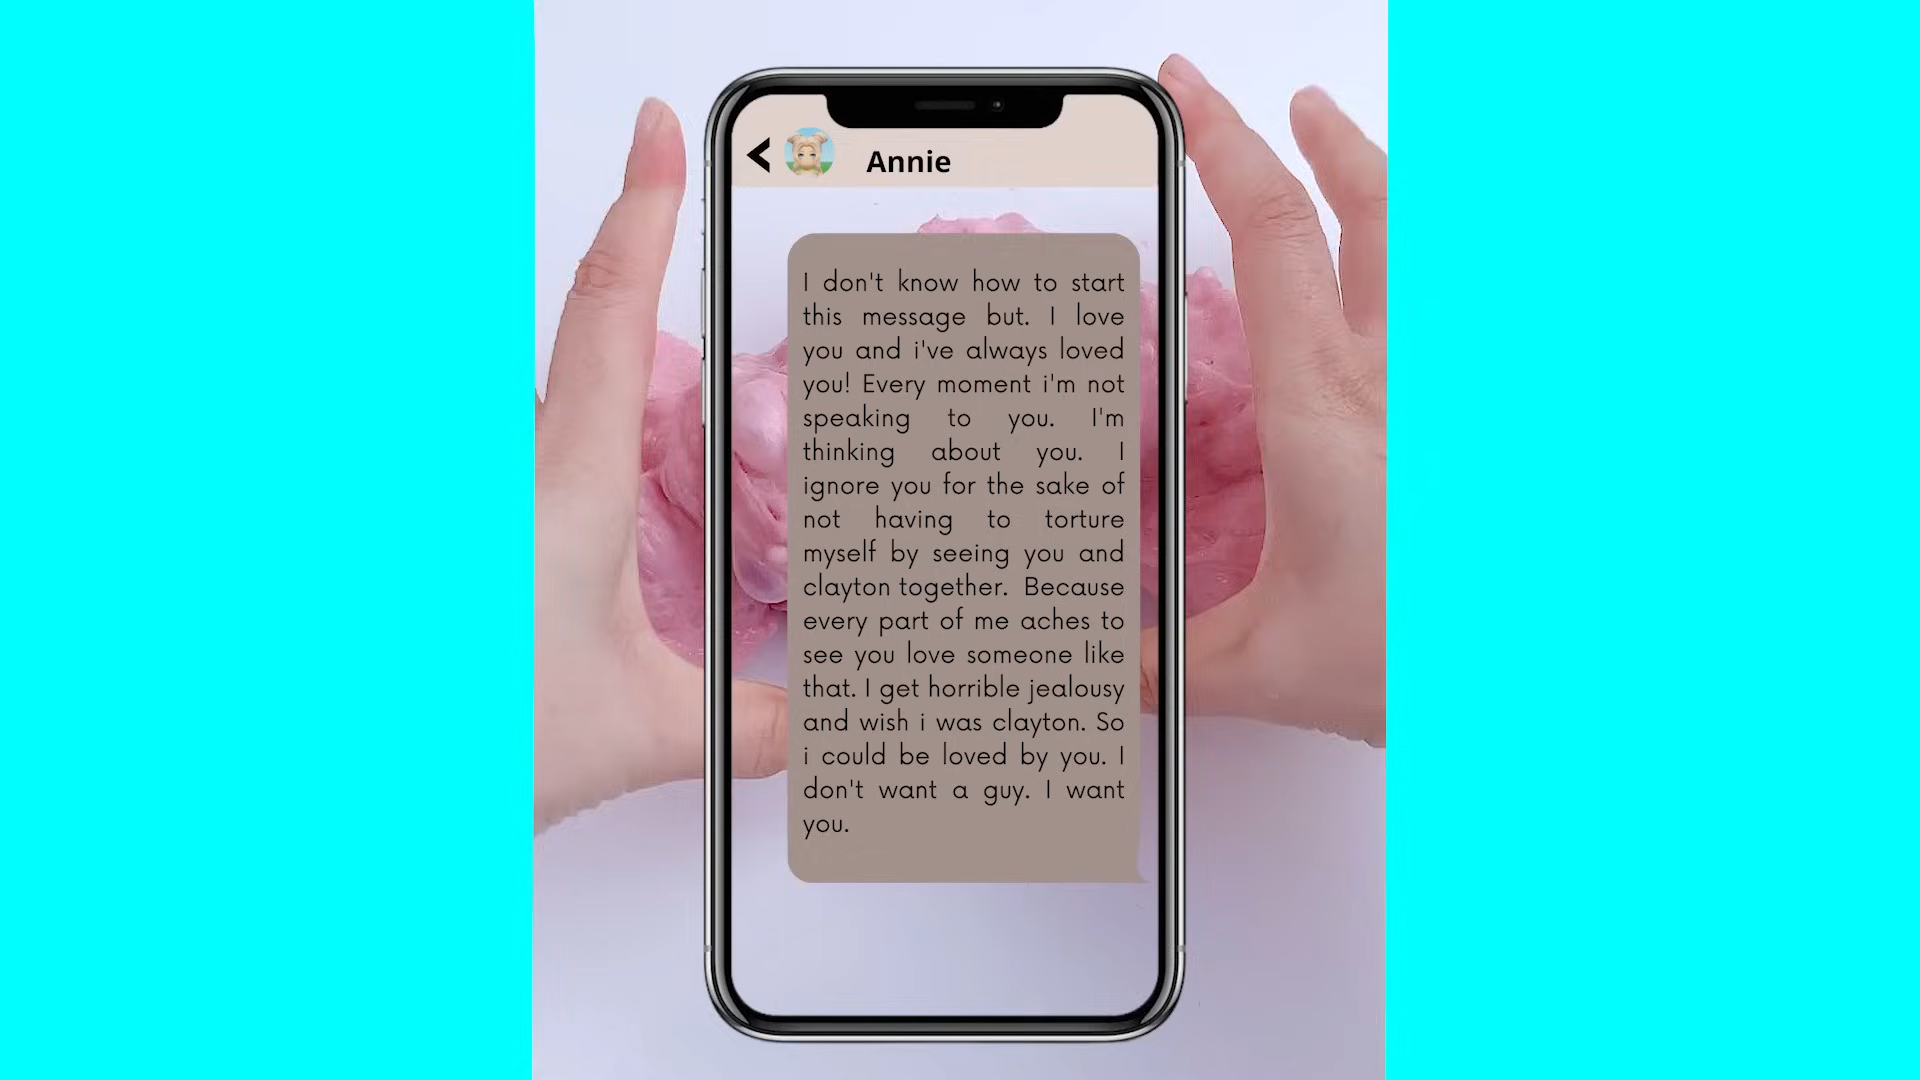 Annie
I don't know how to start
this message but. I love
you and i've always loved
you! Every moment i'm not
speaking to you. I'm
thinking about you. I
ignore you for the sake of
not having to torture
myself by seeing you and
clayton together. Because
every part of me aches to
see you love someone like
that. I get horrible jealousy
and wish i was clayton. So
i could be loved by you. I
don't want a guy. I want
you.